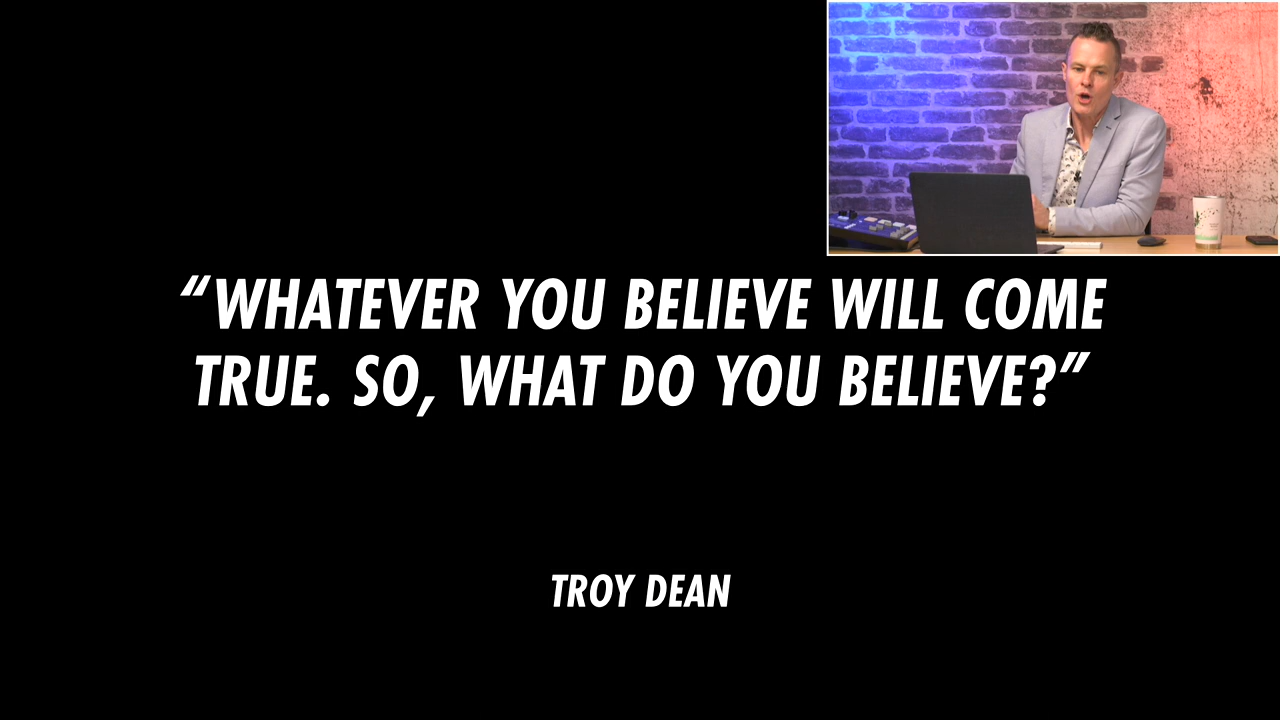 “WHATEVER YOU BELIEVE WILL COME
TRUE. SO, WHAT DO YOU BELIEVE?”
TROY DEAN